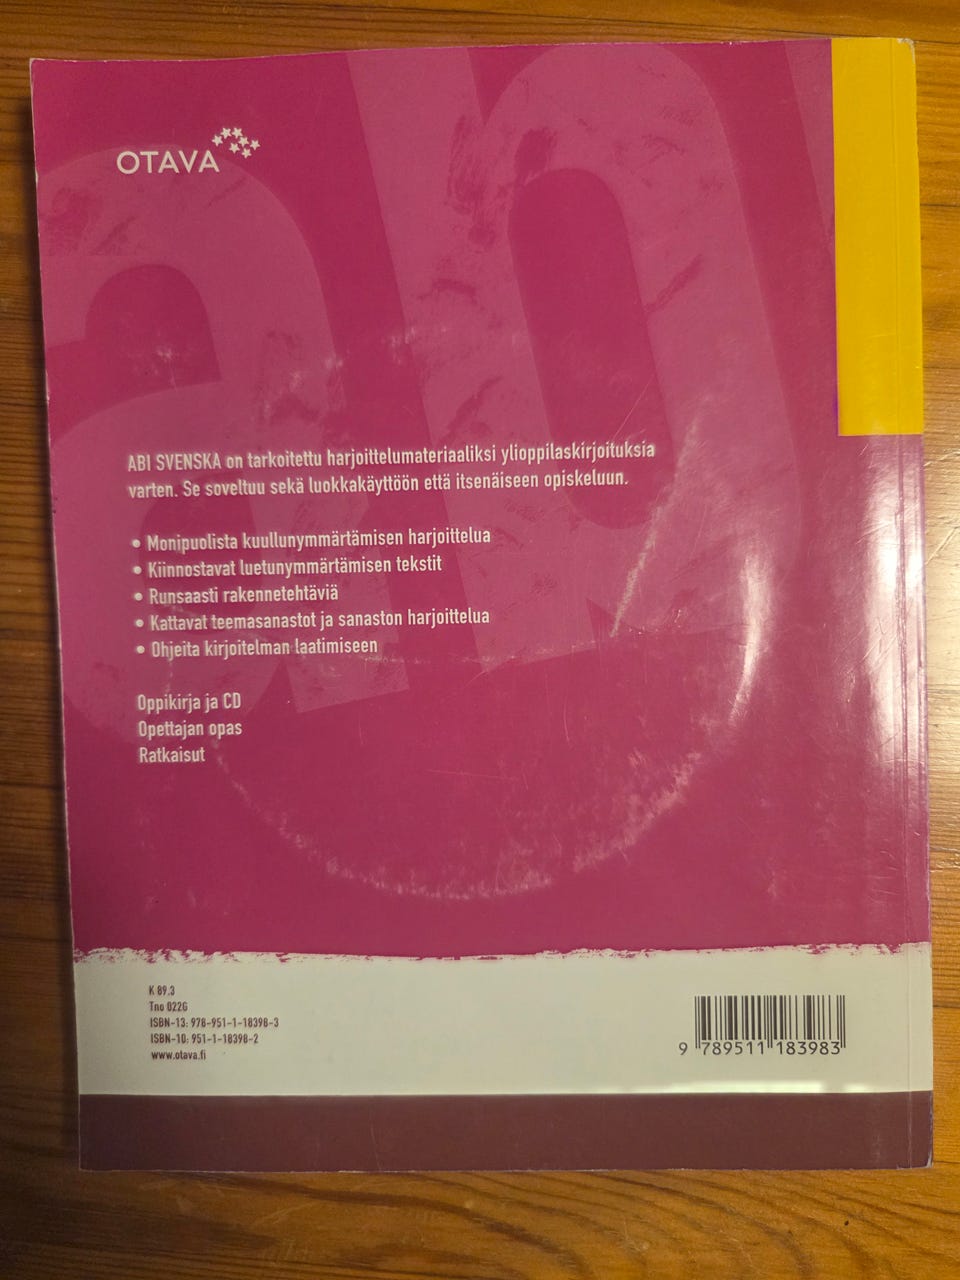 OTAVA
ABI SVENSKA on tarkoitettu harjoittelumateriaaliksi ylioppilaskirjoituksia
varten. Se soveltuu sekä luokkakäyttöön että itsenäiseen opiskeluun.
• Monipuolista kuullunymmärtämisen harjoittelua
• Kiinnostavat luetunymmärtämisen tekstit
• Runsaasti rakennetehtäviä
• Kattavat teemasanastot ja sanaston harjoittelua
• Ohjeita kirjoitelman laatimiseen
Oppikirja ja CD
Opettajan opas
Ratkaisut
K 89.3
Tno 022G
ISBN-13: 978-951-1-18398-3
ISBN-10: 951-1-18398-2
www.otava.fi
9 789511 183983